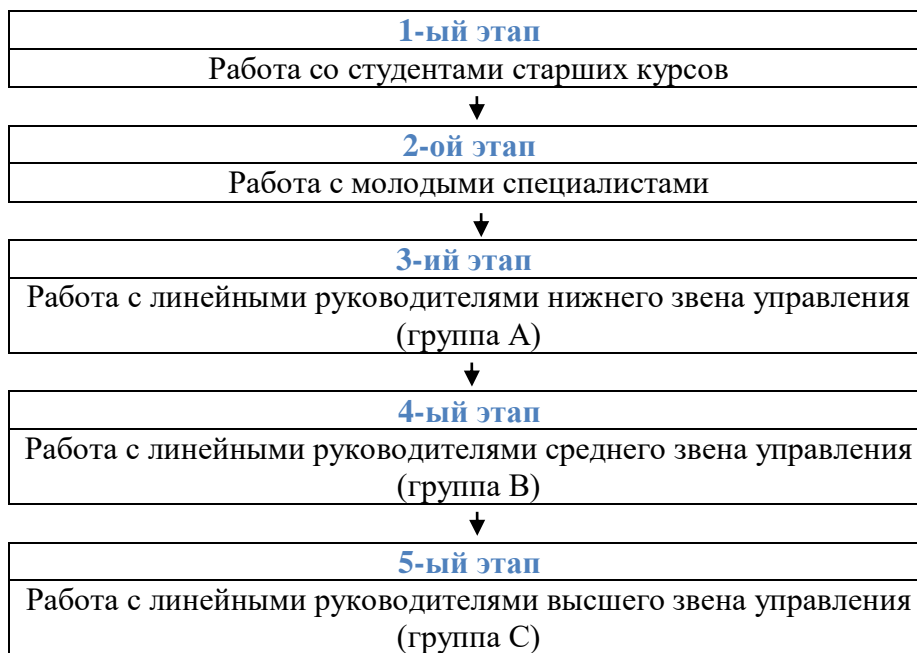 1-ый этап
Работа со студентами старших курсов
2-ой этап
Работа с молодыми специалистами
3-ий этап
Работа с линейными руководителями нижнего звена управления
(группа А)
4-ый этап
Работа с линейными руководителями среднего звена управления
(группа В)
5-ый этап
Работа с линейными руководителями высшего звена управления
(группа С)